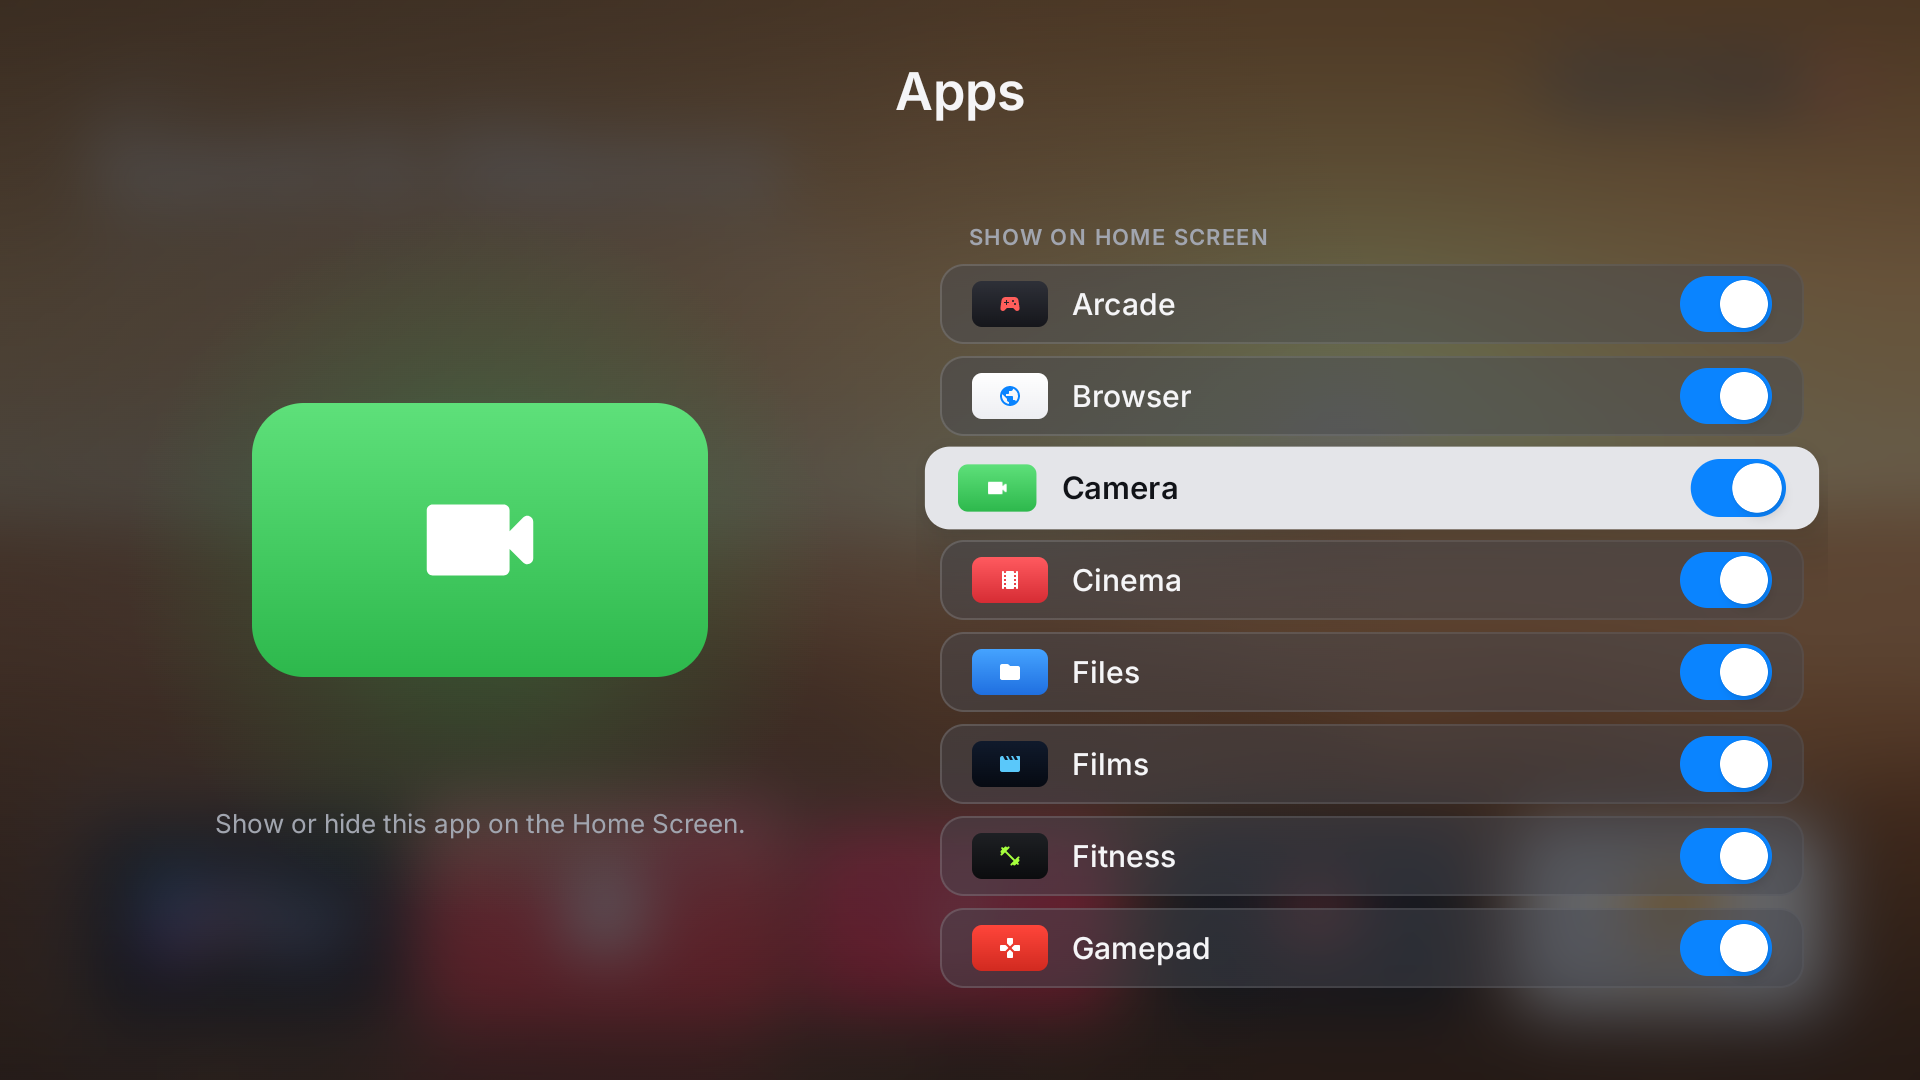 Apps
SHOW ON HOME SCREEN
Arcade
Browser
Camera
Cinema
Files
Films
Fitness
Gamepad
Show or hide this app on the Home Screen.